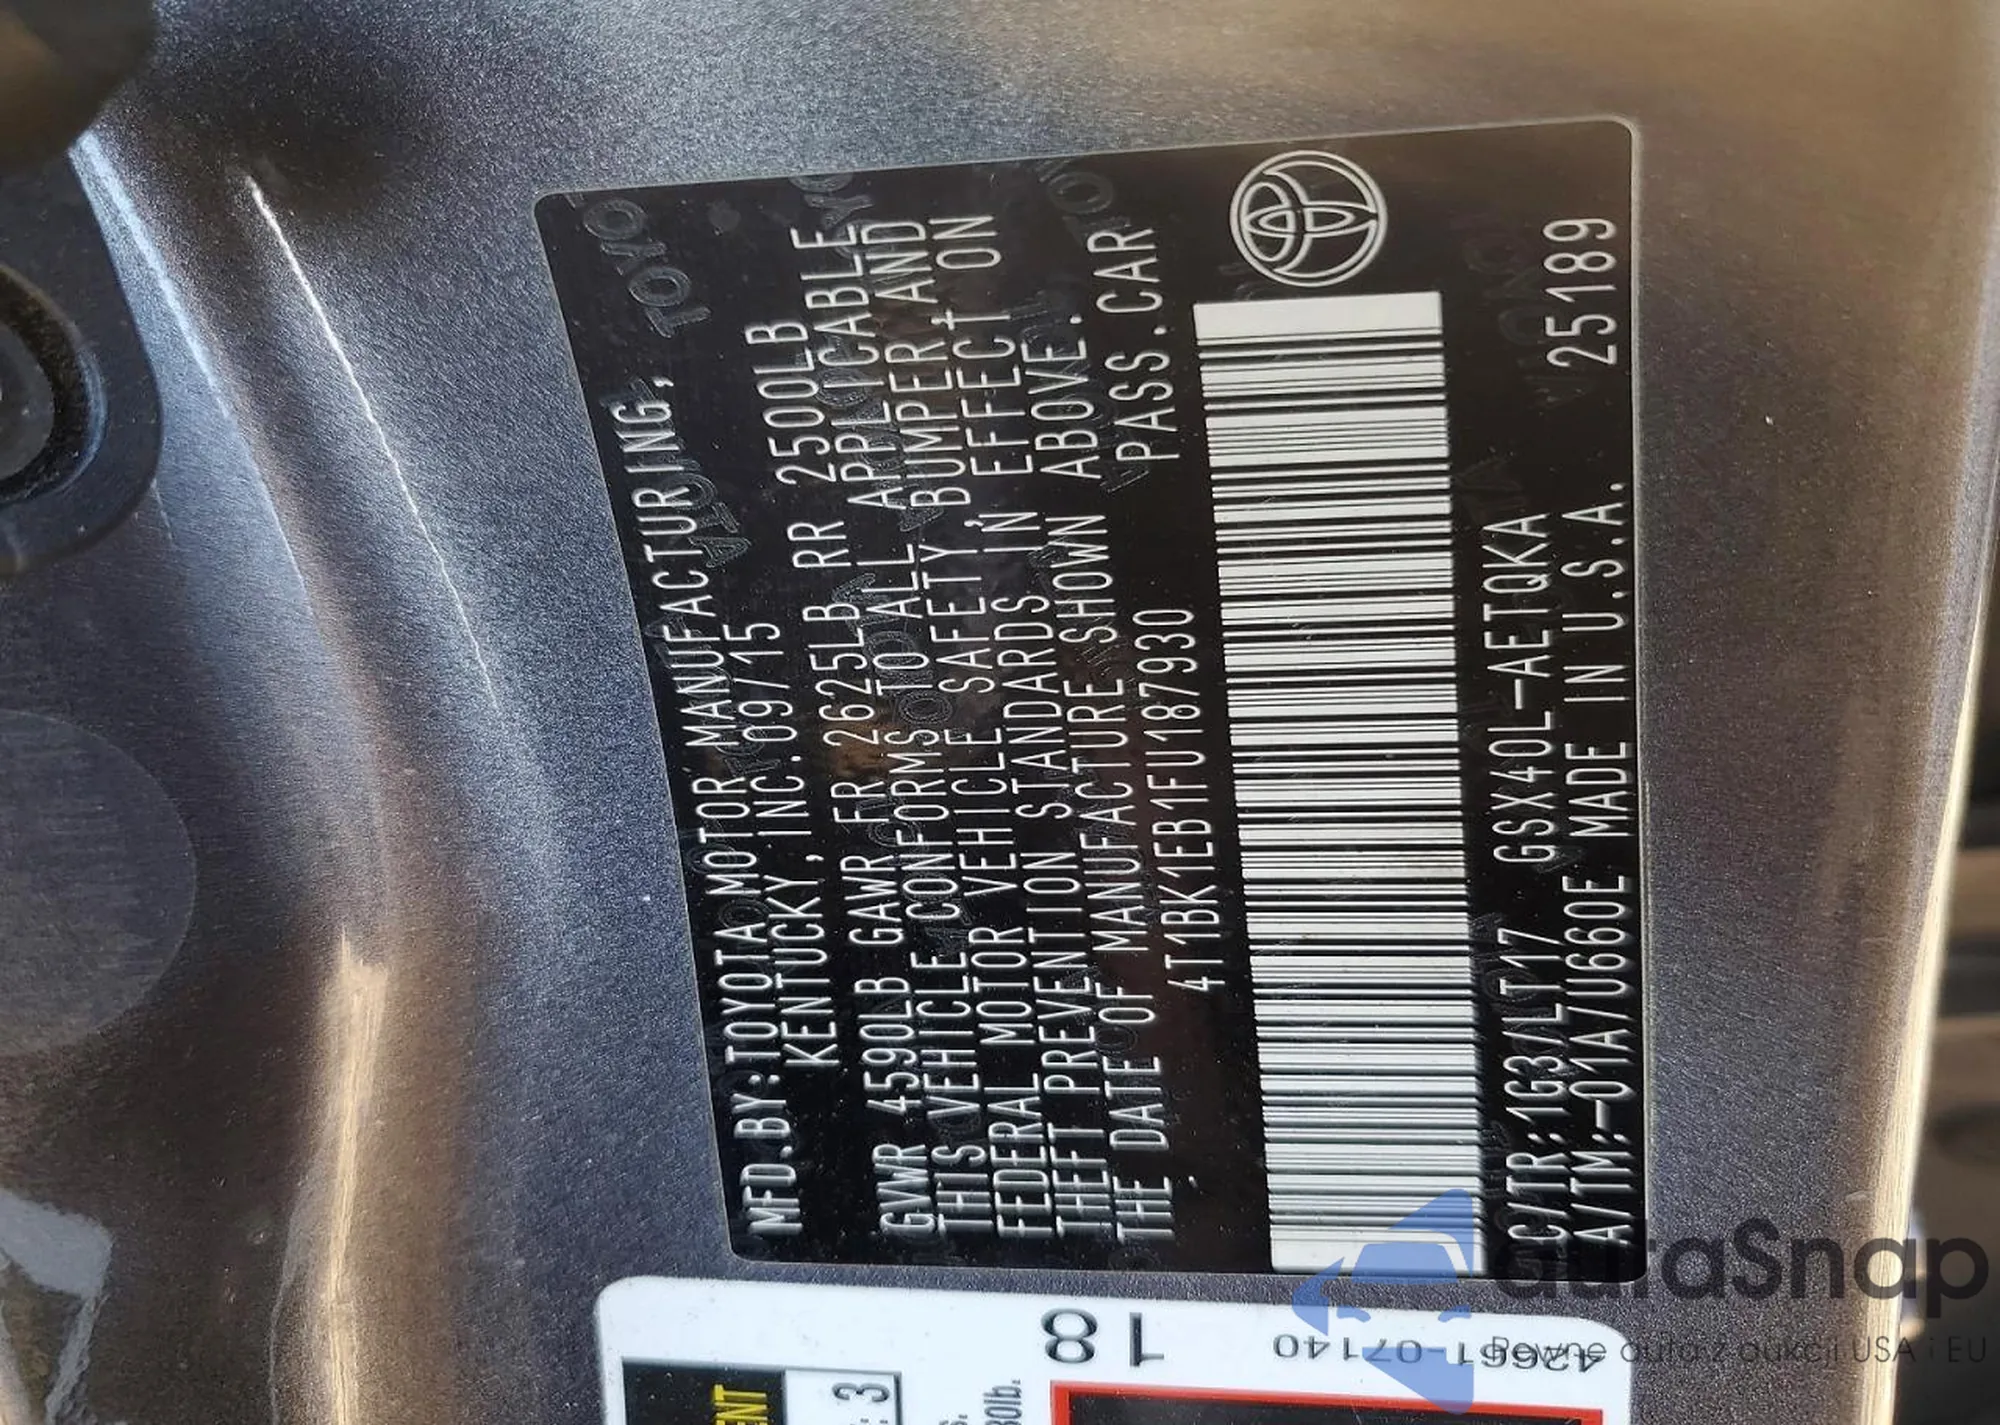 MFD.BY:TOYOTA MOTOR MANUFACTURING,
KENTUCKY, INC.09/15
GVWR 4590LB GAWR FR 2625LB RR 2500LB
THIS VEHICLE CONFORMS TO ALL APPLICABLE
FEDERAL MOTOR VEHICLE SAFETY, BUMPER, AND
THEFT PREVENTION STANDARDS IN EFFECT ON
THE DATE OF MANUFACTURE SHOWN ABOVE.
4T1BK1EB1FU187930 PASS.CAR
C/TR:1G3/LT17 GSX40L-AETQKA
A/TM:-01A/U660E MADE IN U.S.A. 25189
18
42661-07140
autaSnap
Pewne auta z aukcji USA i EU